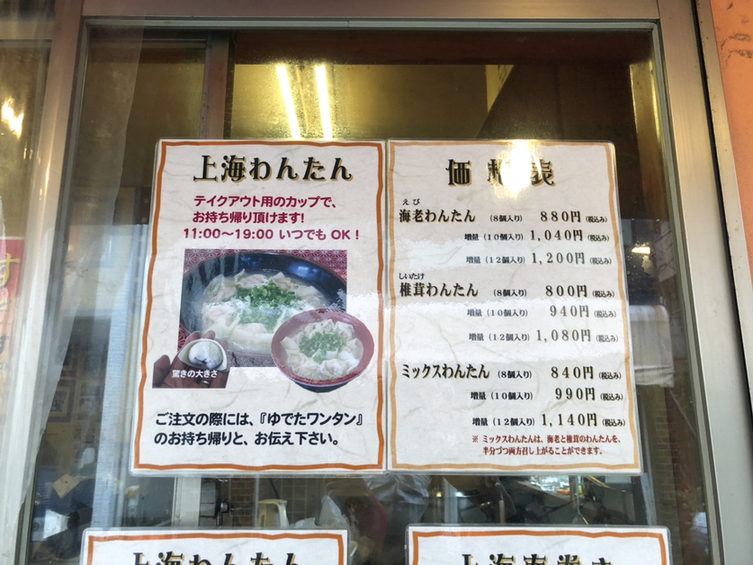 上海わんたん
テイクアウト用のカップで、
お持ち帰り頂けます!
11:00〜19:00 いつでも OK !
驚きの大きさ
ご注文の際には、『ゆでたワンタン』
のお持ち帰りと、お伝え下さい。
価 格 表
えび
海老わんたん (8個入り) 880円 (税込み)
増量 (10個入り) 1,040円 (税込み)
増量 (12個入り) 1,200円 (税込み)
しいたけ
椎茸わんたん (8個入り) 800円 (税込み)
増量 (10個入り) 940円 (税込み)
増量 (12個入り) 1,080円 (税込み)
ミックスわんたん (8個入り) 840円 (税込み)
増量 (10個入り) 990円 (税込み)
増量 (12個入り) 1,140円 (税込み)
※ ミックスわんたんは、海老と椎茸のわんたんを、
半分づつ両方召し上がることができます。
上海わんたん
上海